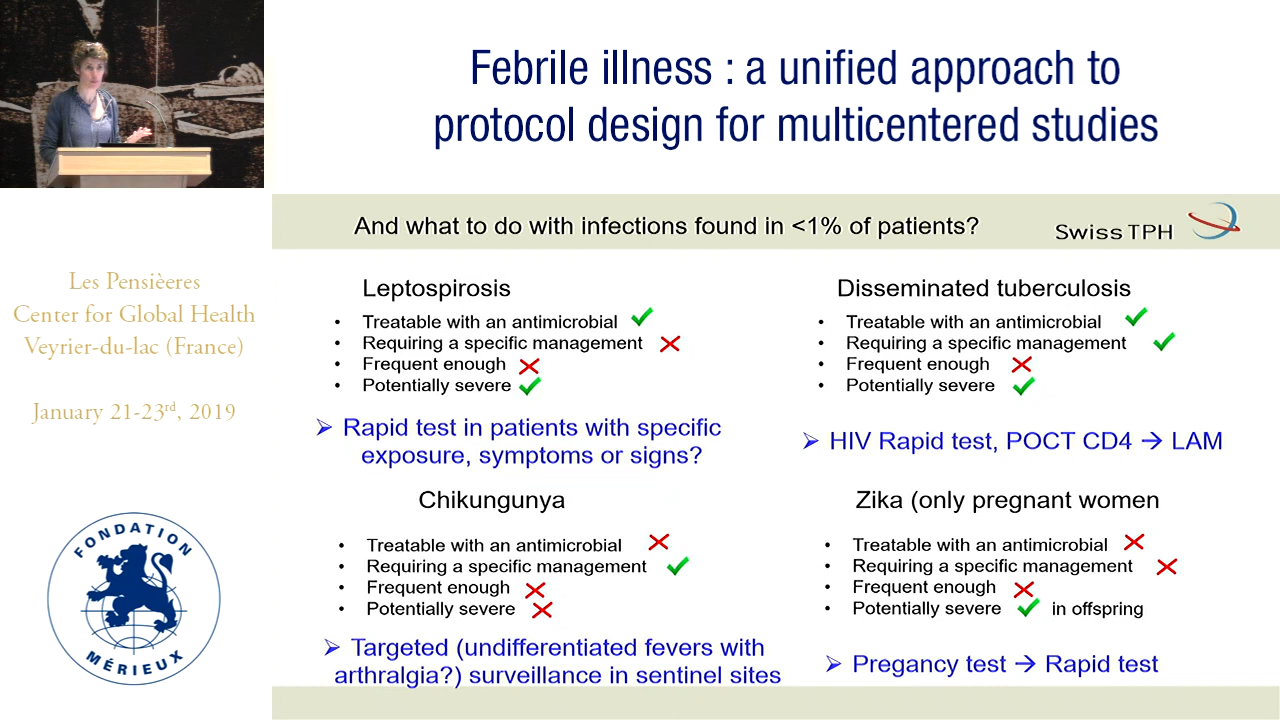 Febrile illness : a unified approach to
protocol design for multicentered studies
And what to do with infections found in <1% of patients?
Swiss TPH
Les Pensièeres
Center for Global Health
Veyrier-du-lac (France)
January 21-23rd, 2019
FONDATION
MÉRIEUX
Leptospirosis
• Treatable with an antimicrobial
• Requiring a specific management
• Frequent enough
• Potentially severe
➢ Rapid test in patients with specific
exposure, symptoms or signs?
Disseminated tuberculosis
• Treatable with an antimicrobial
• Requiring a specific management
• Frequent enough
• Potentially severe
➢ HIV Rapid test, POCT CD4 → LAM
Chikungunya
• Treatable with an antimicrobial
• Requiring a specific management
• Frequent enough
• Potentially severe
➢ Targeted (undifferentiated fevers with
arthralgia?) surveillance in sentinel sites
Zika (only pregnant women
• Treatable with an antimicrobial
• Requiring a specific management
• Frequent enough
• Potentially severe in offspring
➢ Pregancy test → Rapid test